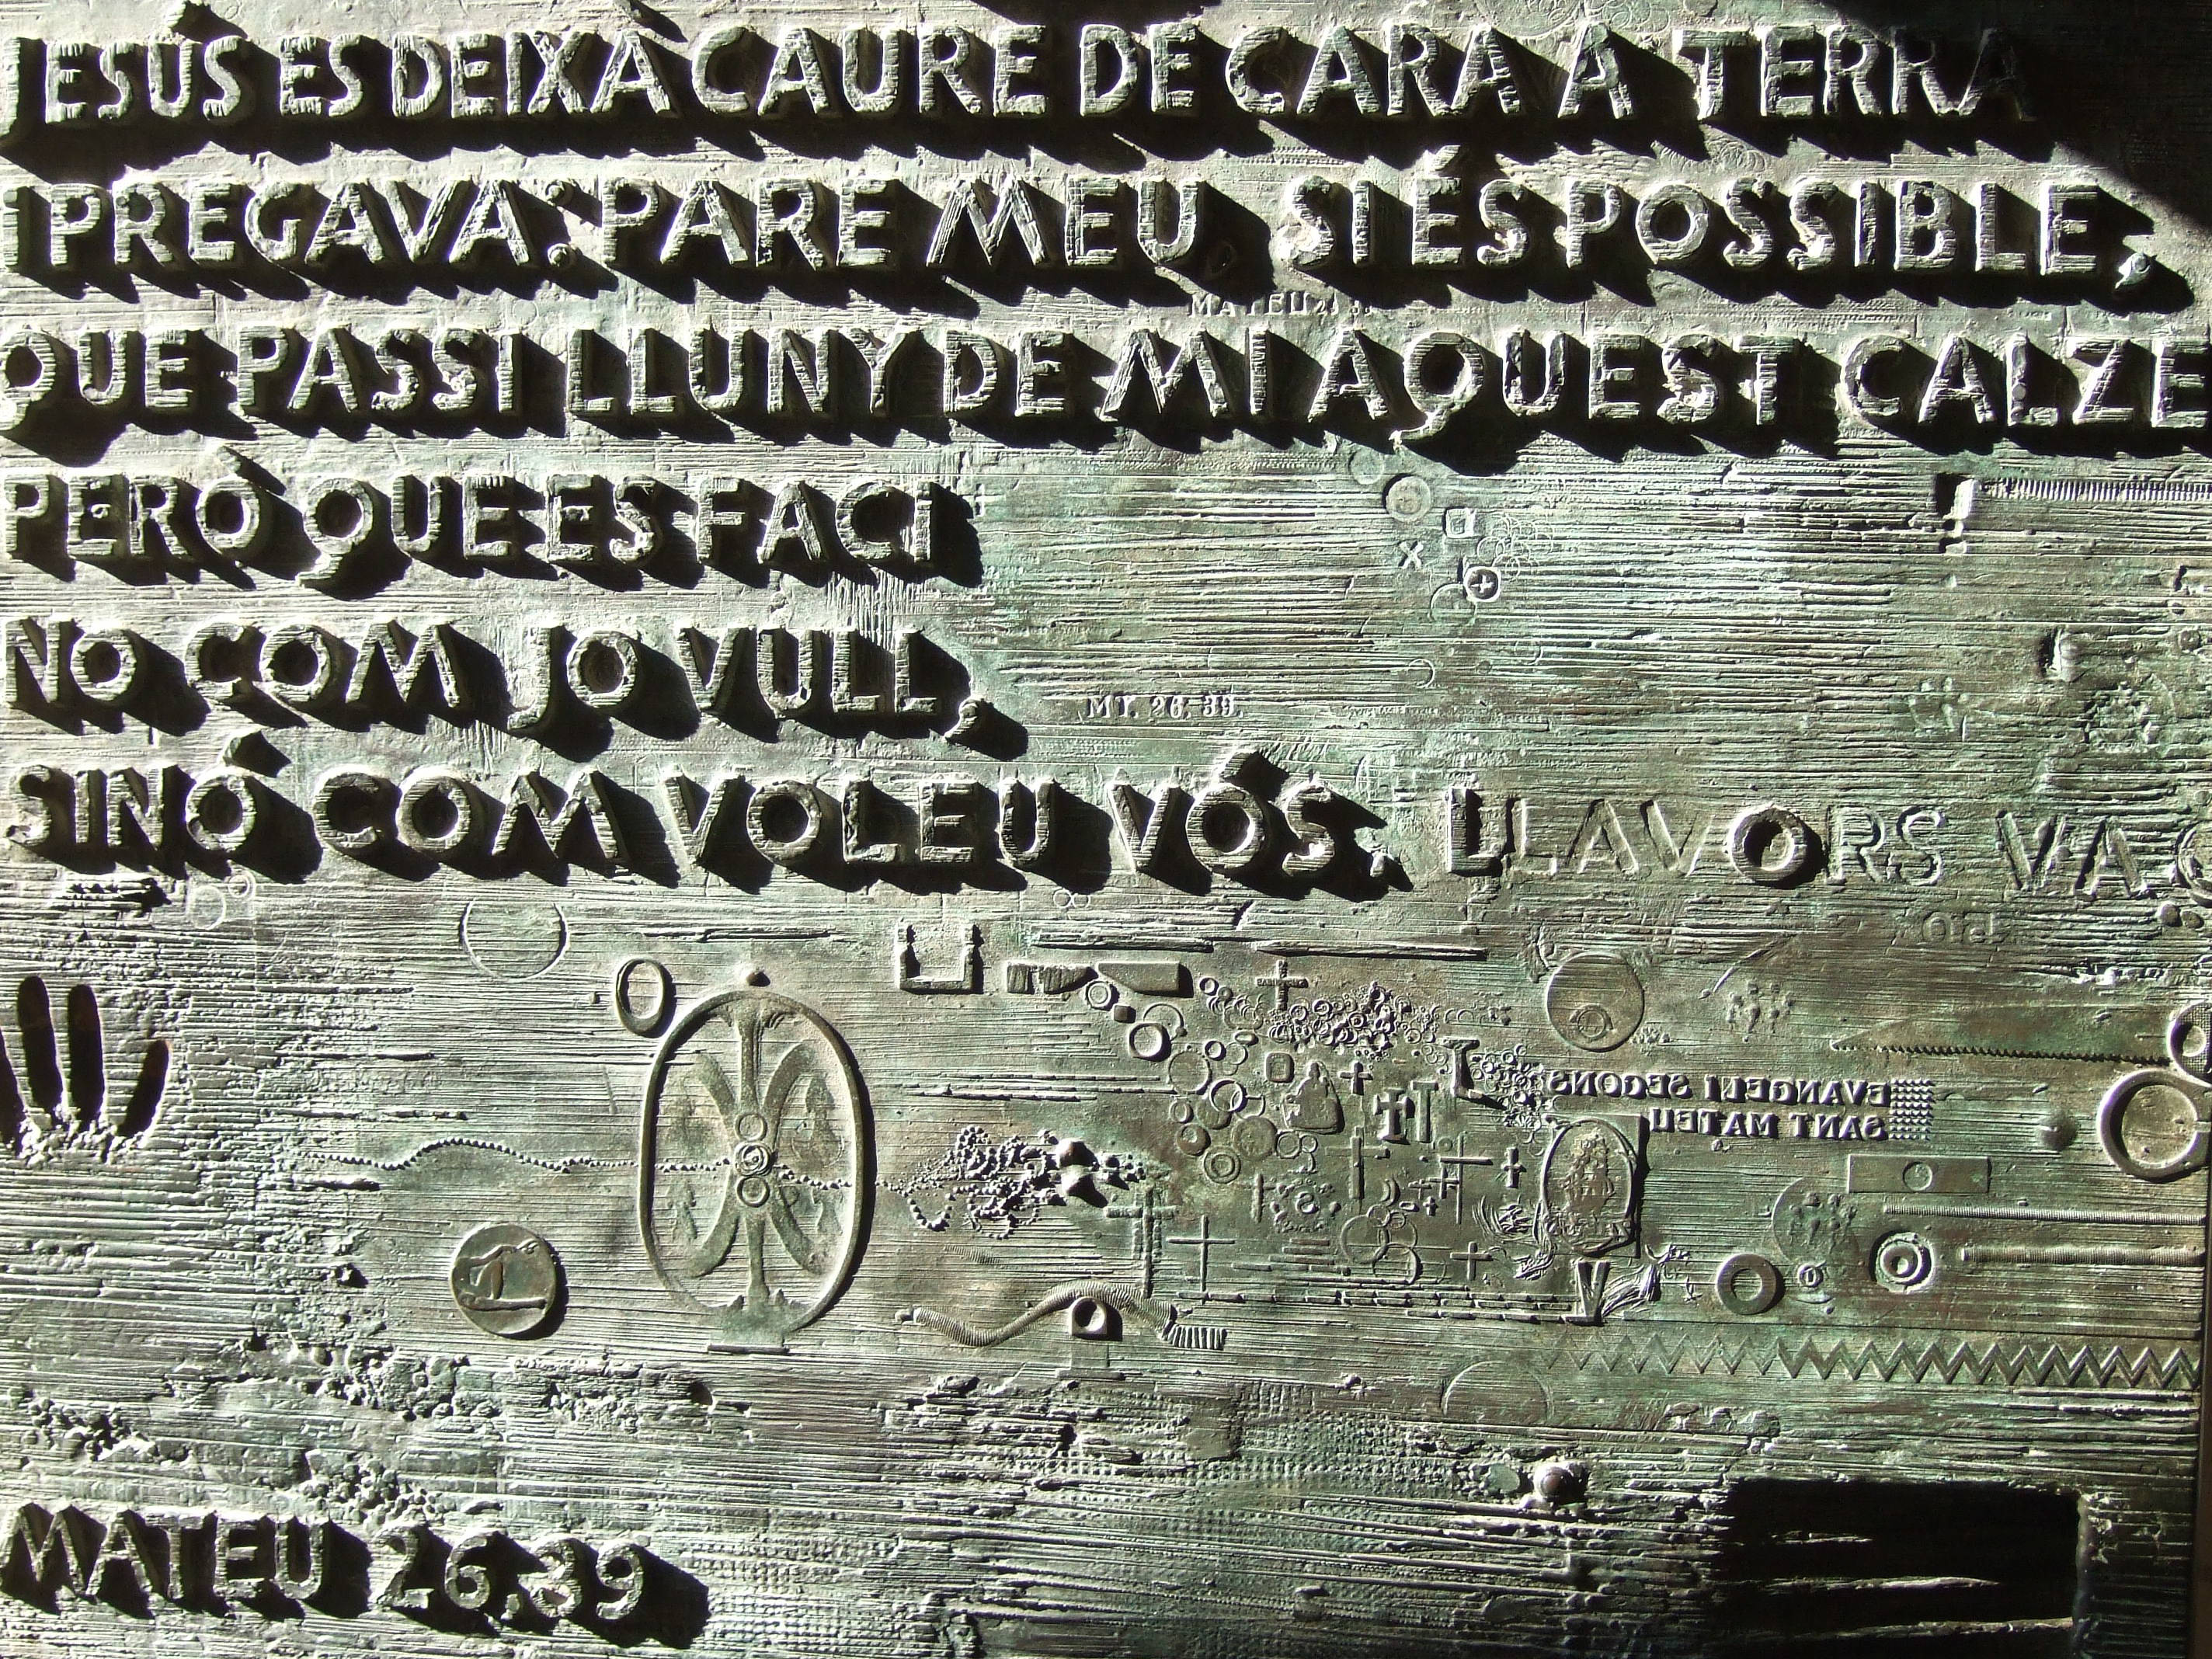 JESÚS ES DEIXÀ CAURE DE CARA A TERRA
i PREGAVA: PARE MEU, SI ÉS POSSIBLE,
MATEU
QUE PASSI LLUNY DE MI AQUEST CALZE
PERÒ QUE ES FACI
NO COM JO VULL,
MT. 26, 39.
SINÓ COM VOLEU VÓS. LLAVORS VA
EVANGELI SEGONS
SANT MATEU
V
MATEU 26,39